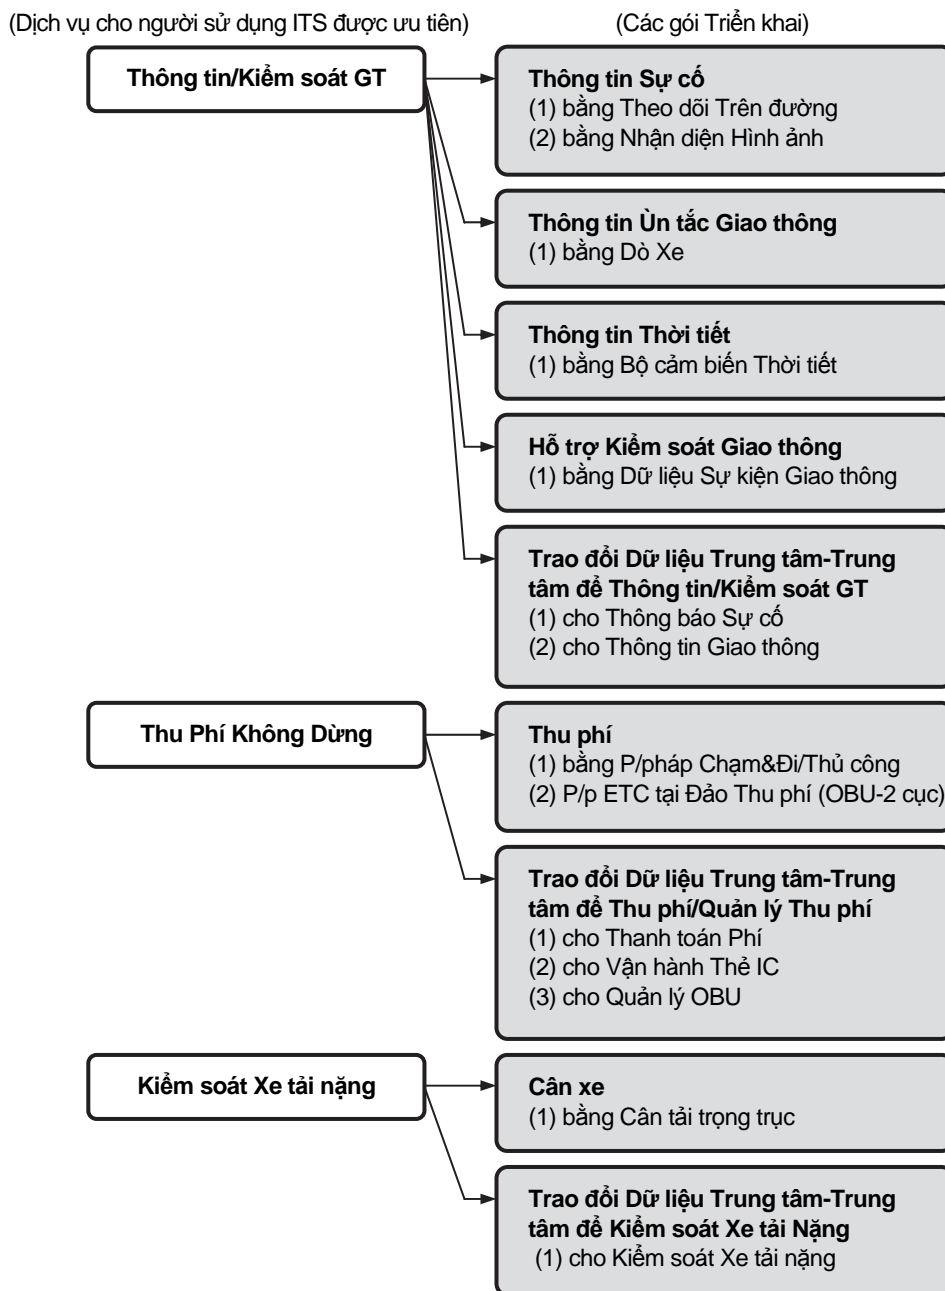 (Dịch vụ cho người sử dụng ITS được ưu tiên)
(Các gói Triển khai)
Thông tin/Kiểm soát GT
Thông tin Sự cố
(1) bằng Theo dõi Trên đường
(2) bằng Nhận diện Hình ảnh
Thông tin Ùn tắc Giao thông
(1) bằng Dò Xe
Thông tin Thời tiết
(1) bằng Bộ cảm biến Thời tiết
Hỗ trợ Kiểm soát Giao thông
(1) bằng Dữ liệu Sự kiện Giao thông
Trao đổi Dữ liệu Trung tâm-Trung
tâm để Thông tin/Kiểm soát GT
(1) cho Thông báo Sự cố
(2) cho Thông tin Giao thông
Thu Phí Không Dừng
Thu phí
(1) bằng P/pháp Chạm&Đi/Thủ công
(2) P/p ETC tại Đảo Thu phí (OBU-2 cục)
Trao đổi Dữ liệu Trung tâm-Trung
tâm để Thu phí/Quản lý Thu phí
(1) cho Thanh toán Phí
(2) cho Vận hành Thẻ IC
(3) cho Quản lý OBU
Kiểm soát Xe tải nặng
Cân xe
(1) bằng Cân tải trọng trục
Trao đổi Dữ liệu Trung tâm-Trung
tâm để Kiểm soát Xe tải Nặng
(1) cho Kiểm soát Xe tải nặng